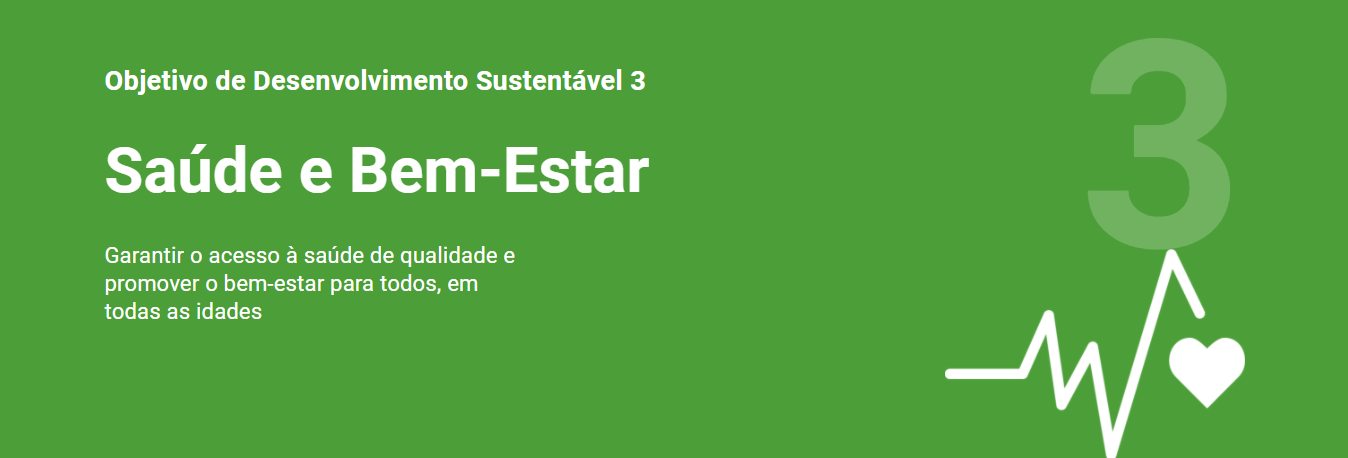 Objetivo de Desenvolvimento Sustentável 3
Saúde e Bem-Estar
Garantir o acesso à saúde de qualidade e
promover o bem-estar para todos, em
todas as idades
3